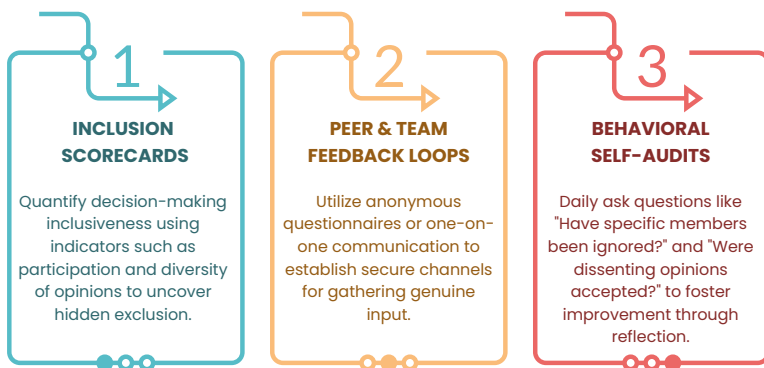 1
INCLUSION
SCORECARDS
Quantify decision-making
inclusiveness using
indicators such as
participation and diversity
of opinions to uncover
hidden exclusion.
2
PEER & TEAM
FEEDBACK LOOPS
Utilize anonymous
questionnaires or one-on-
one communication to
establish secure channels
for gathering genuine
input.
3
BEHAVIORAL
SELF-AUDITS
Daily ask questions like
"Have specific members
been ignored?" and "Were
dissenting opinions
accepted?" to foster
improvement through
reflection.